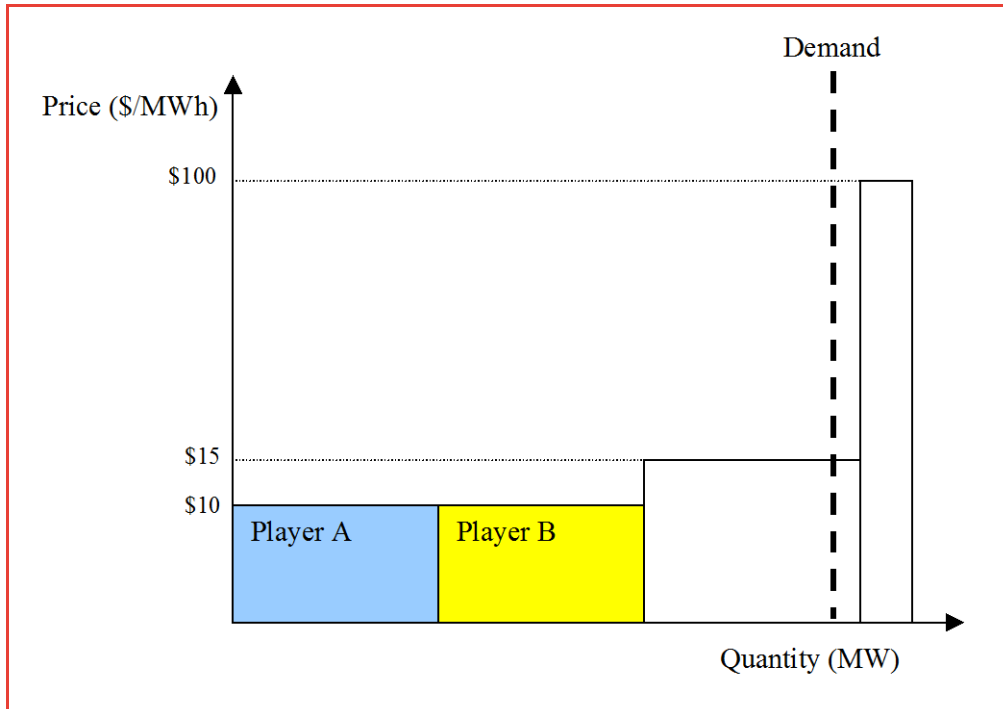 Demand
Price ($/MWh)
$100
$15
$10
Player A
Player B
Quantity (MW)